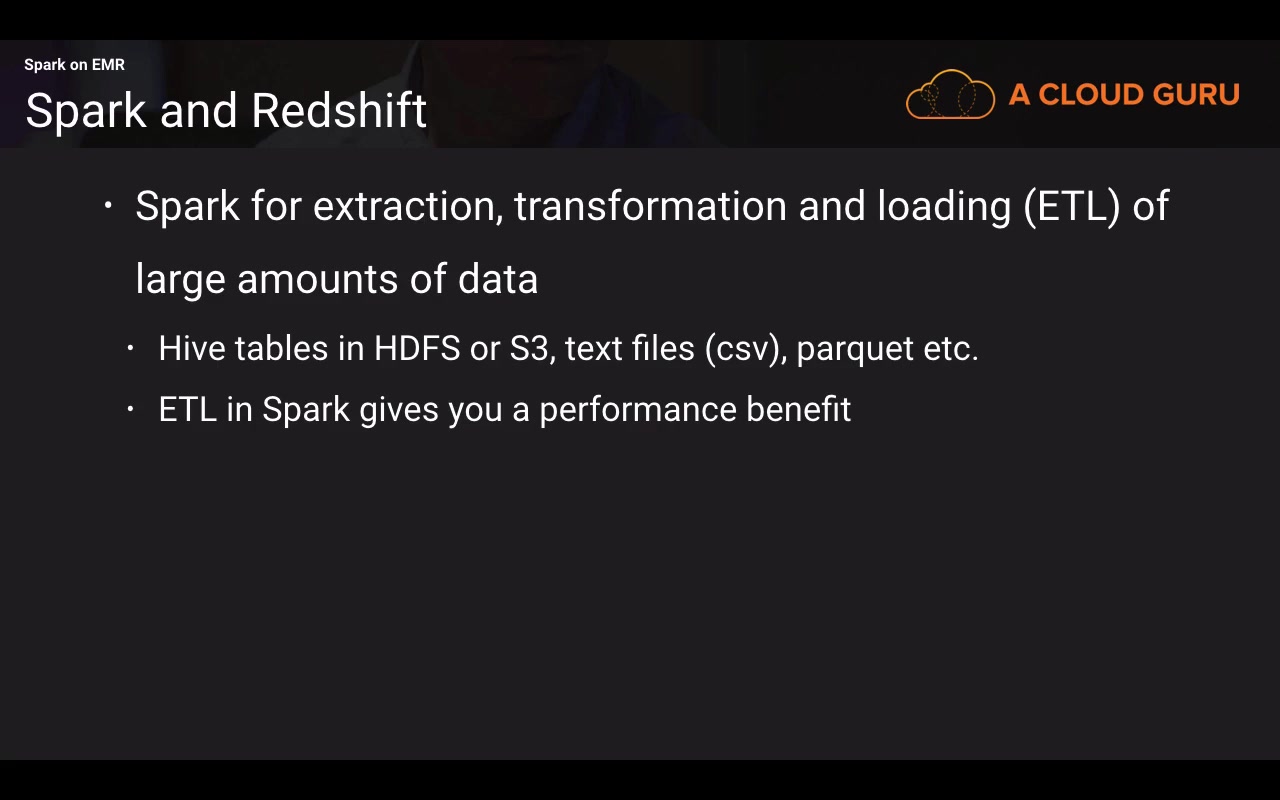 Spark on EMR
Spark and Redshift
A CLOUD GURU
• Spark for extraction, transformation and loading (ETL) of
large amounts of data
• Hive tables in HDFS or S3, text files (csv), parquet etc.
• ETL in Spark gives you a performance benefit